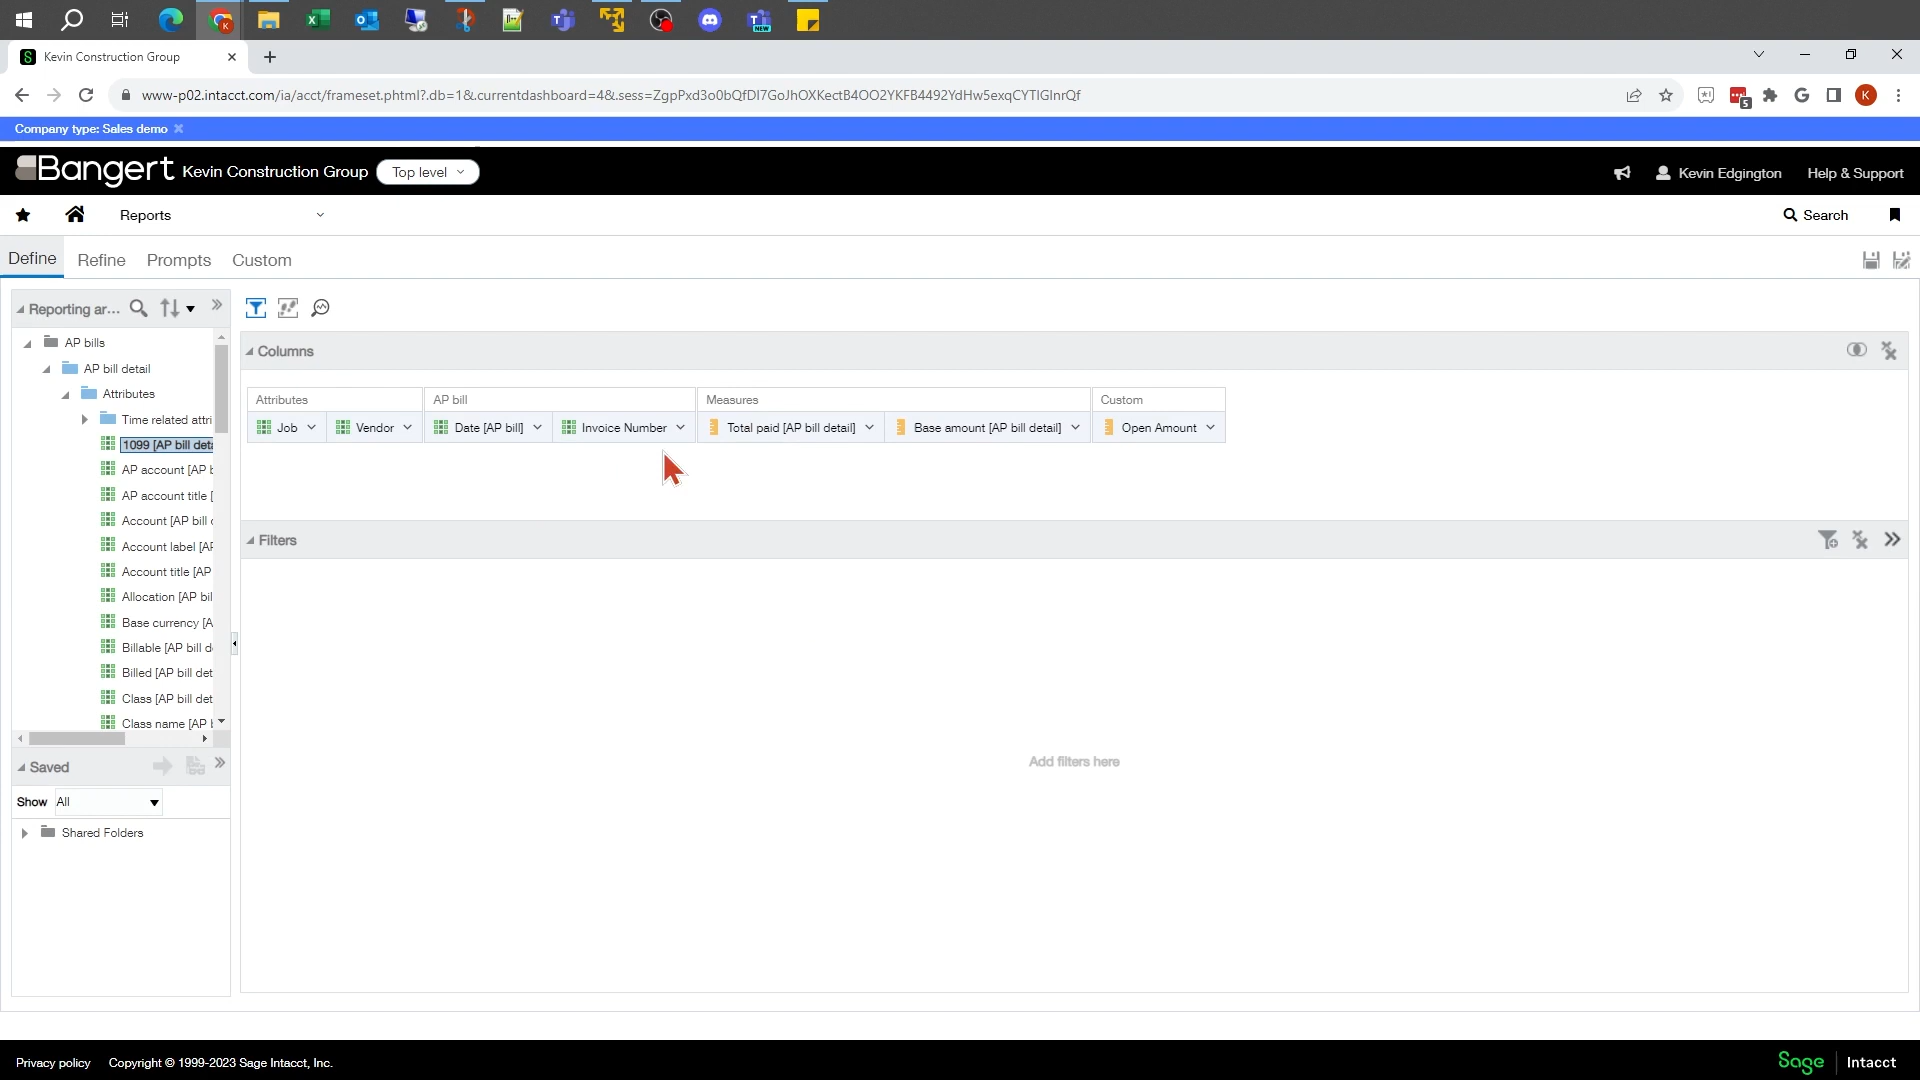 Kevin Construction Group
www-p02.intacct.com/ia/acct/frameset.phtml?.db=1&.currentdashboard=4&.sess=ZgpPxd3o0bQfDI7GoJhOXKectB4OO2YKFB4492YdHw5exqCYTIGInrQf
5
K
Company type: Sales demo
Bangert Kevin Construction Group Top level
Kevin Edgington Help & Support
Reports
Search
Define Refine Prompts Custom
Reporting ar...
AP bills
AP bill detail
Attributes
Time related attri
1099 [AP bill deta
AP account [AP b
AP account title [
Account [AP bill
Account label [AP
Account title [AP
Allocation [AP bil
Base currency [A
Billable [AP bill d
Billed [AP bill det
Class [AP bill det
Class name [AP b
Saved
Show All
Shared Folders
Columns
Attributes AP bill Measures Custom
Job Vendor Date [AP bill] Invoice Number Total paid [AP bill detail] Base amount [AP bill detail] Open Amount
Filters
Add filters here
Privacy policy Copyright © 1999-2023 Sage Intacct, Inc.
Sage Intacct